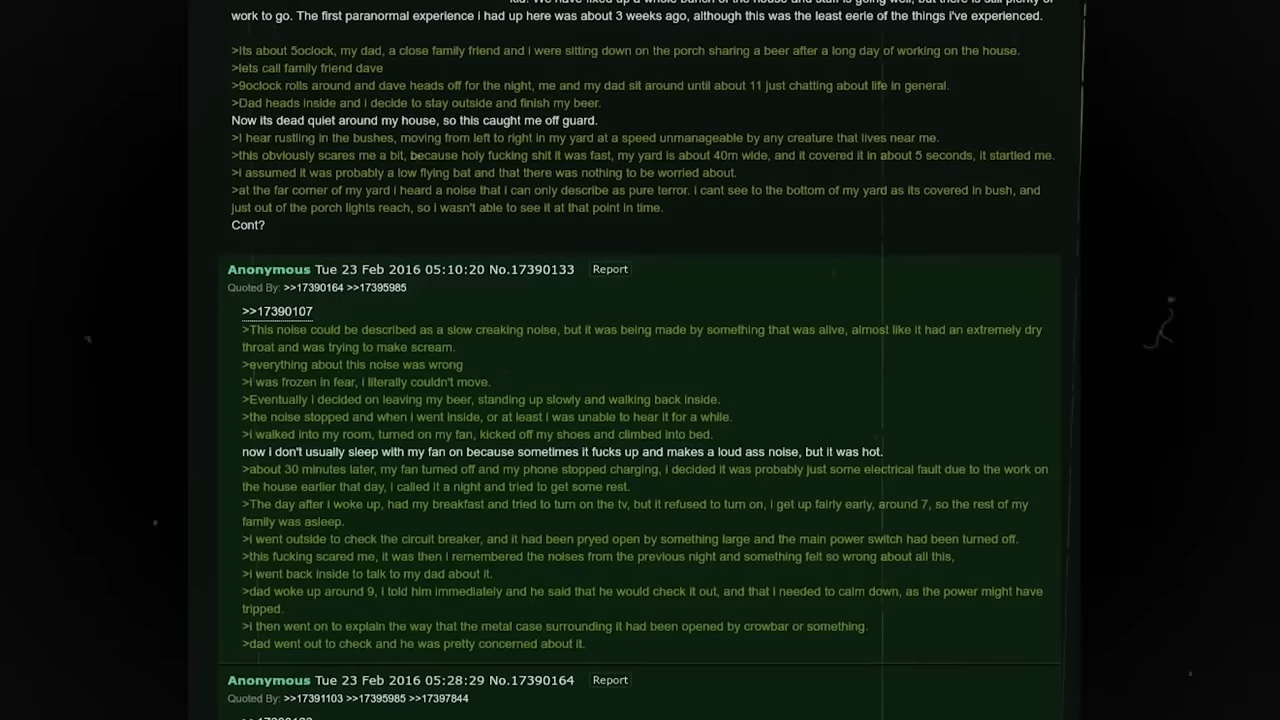 work to go. The first paranormal experience i had up here was about 3 weeks ago, although this was the least eerie of the things i've experienced.
>Its about 5oclock, my dad, a close family friend and i were sitting down on the porch sharing a beer after a long day of working on the house.
>lets call family friend dave
>9oclock rolls around and dave heads off for the night, me and my dad sit around until about 11 just chatting about life in general.
>Dad heads inside and i decide to stay outside and finish my beer.
Now its dead quiet around my house, so this caught me off guard.
>I hear rustling in the bushes, moving from left to right in my yard at a speed unmanageable by any creature that lives near me.
>this obviously scares me a bit, because holy fucking shit it was fast, my yard is about 40m wide, and it covered it in about 5 seconds, it startled me.
>i assumed it was probably a low flying bat and that there was nothing to be worried about.
>at the far corner of my yard i heard a noise that i can only describe as pure terror. i cant see to the bottom of my yard as its covered in bush, and
just out of the porch lights reach, so i wasn't able to see it at that point in time.
Cont?
Anonymous Tue 23 Feb 2016 05:10:20 No.17390133 Report
Quoted By: >>17390164 >>17395985
>>17390107
>This noise could be described as a slow creaking noise, but it was being made by something that was alive, almost like it had an extremely dry
throat and was trying to make scream.
>everything about this noise was wrong
>i was frozen in fear, i literally couldn't move.
>Eventually i decided on leaving my beer, standing up slowly and walking back inside.
>the noise stopped and when i went inside, or at least i was unable to hear it for a while.
>i walked into my room, turned on my fan, kicked off my shoes and climbed into bed.
now i don't usually sleep with my fan on because sometimes it fucks up and makes a loud ass noise, but it was hot.
>about 30 minutes later, my fan turned off and my phone stopped charging, i decided it was probably just some electrical fault due to the work on
the house earlier that day, i called it a night and tried to get some rest.
>The day after i woke up, had my breakfast and tried to turn on the tv, but it refused to turn on, i get up fairly early, around 7, so the rest of my
family was asleep.
>i went outside to check the circuit breaker, and it had been pryed open by something large and the main power switch had been turned off.
>this fucking scared me, it was then I remembered the noises from the previous night and something felt so wrong about all this,
>i went back inside to talk to my dad about it.
>dad woke up around 9, i told him immediately and he said that he would check it out, and that i needed to calm down, as the power might have
tripped.
>i then went on to explain the way that the metal case surrounding it had been opened by crowbar or something.
>dad went out to check and he was pretty concerned about it.
Anonymous Tue 23 Feb 2016 05:28:29 No.17390164 Report
Quoted By: >>17391103 >>17395985 >>17397844